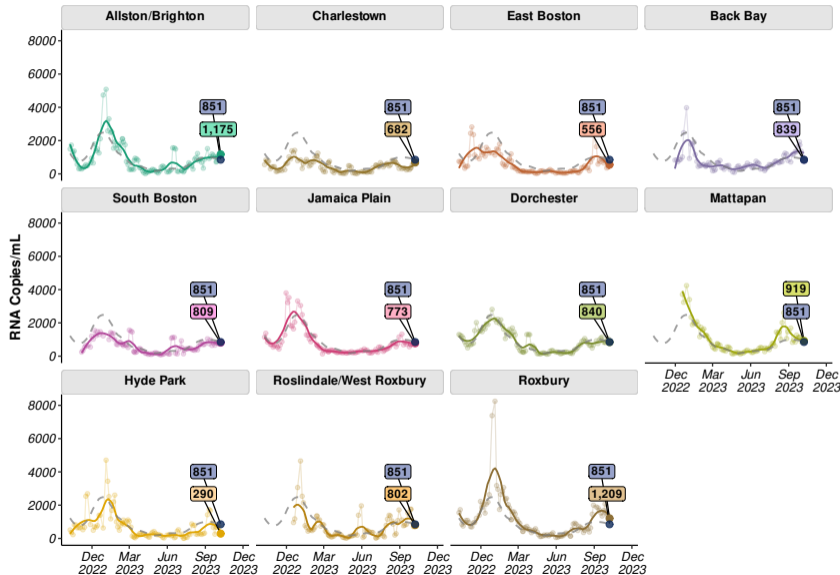 Allston/Brighton Charlestown East Boston Back Bay
8000
6000
4000
2000
0
851 851 851 851
1,175 682 556 839
South Boston Jamaica Plain Dorchester Mattapan
RNA Copies/mL
8000
6000
4000
2000
0
851 851 851 919
809 773 840 851
Dec 2022 Mar 2023 Jun 2023 Sep 2023 Dec 2023
Hyde Park Roslindale/West Roxbury Roxbury
8000
6000
4000
2000
0
851 851 851
290 802 1,209
Dec Mar Jun Sep Dec Dec Mar Jun Sep Dec Dec Mar Jun Sep Dec
2022 2023 2023 2023 2023 2022 2023 2023 2023 2023 2022 2023 2023 2023 2023